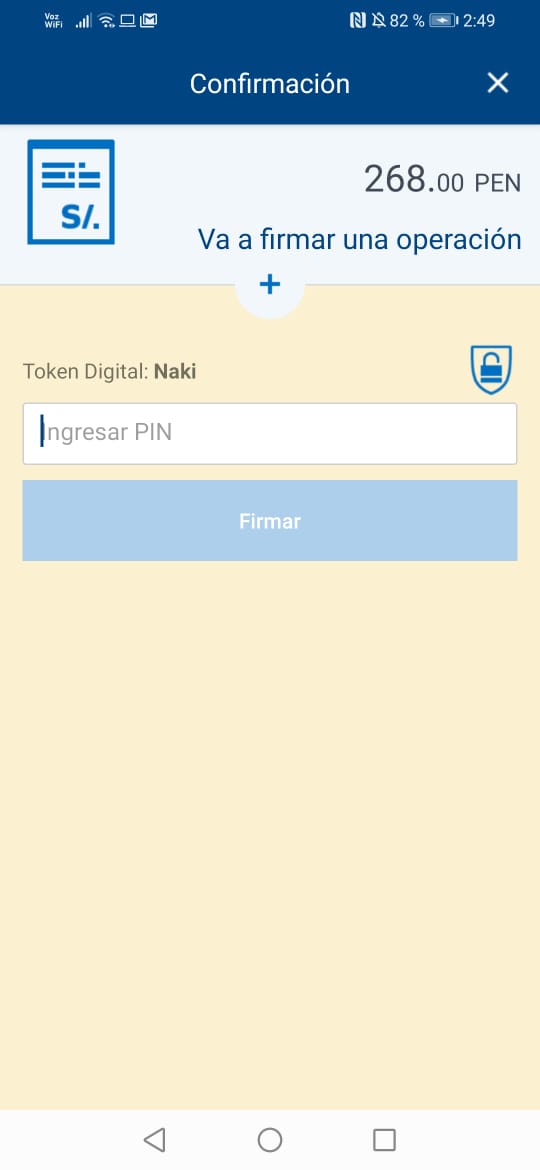 Voz
WiFi
82 %
2:49
Confirmación
S/.
268.00 PEN
Va a firmar una operación
+
Token Digital: Naki
Ingresar PIN
Firmar